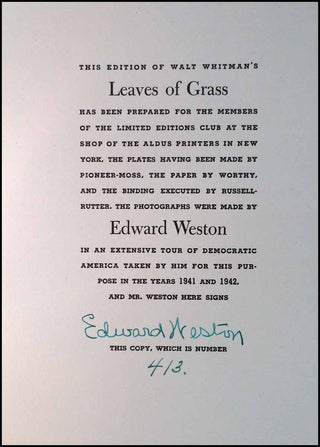 THIS EDITION OF WALT WHITMAN'S
Leaves of Grass
HAS BEEN PREPARED FOR THE MEMBERS
OF THE LIMITED EDITIONS CLUB AT THE
SHOP OF THE ALDUS PRINTERS IN NEW
YORK, THE PLATES HAVING BEEN MADE BY
PIONEER-MOSS, THE PAPER BY WORTHY,
AND THE BINDING EXECUTED BY RUSSELL-
RUTTER. THE PHOTOGRAPHS WERE MADE BY
Edward Weston
IN AN EXTENSIVE TOUR OF DEMOCRATIC
AMERICA TAKEN BY HIM FOR THIS PUR-
POSE IN THE YEARS 1941 AND 1942,
AND MR. WESTON HERE SIGNS
Edward Weston
THIS COPY, WHICH IS NUMBER
413.